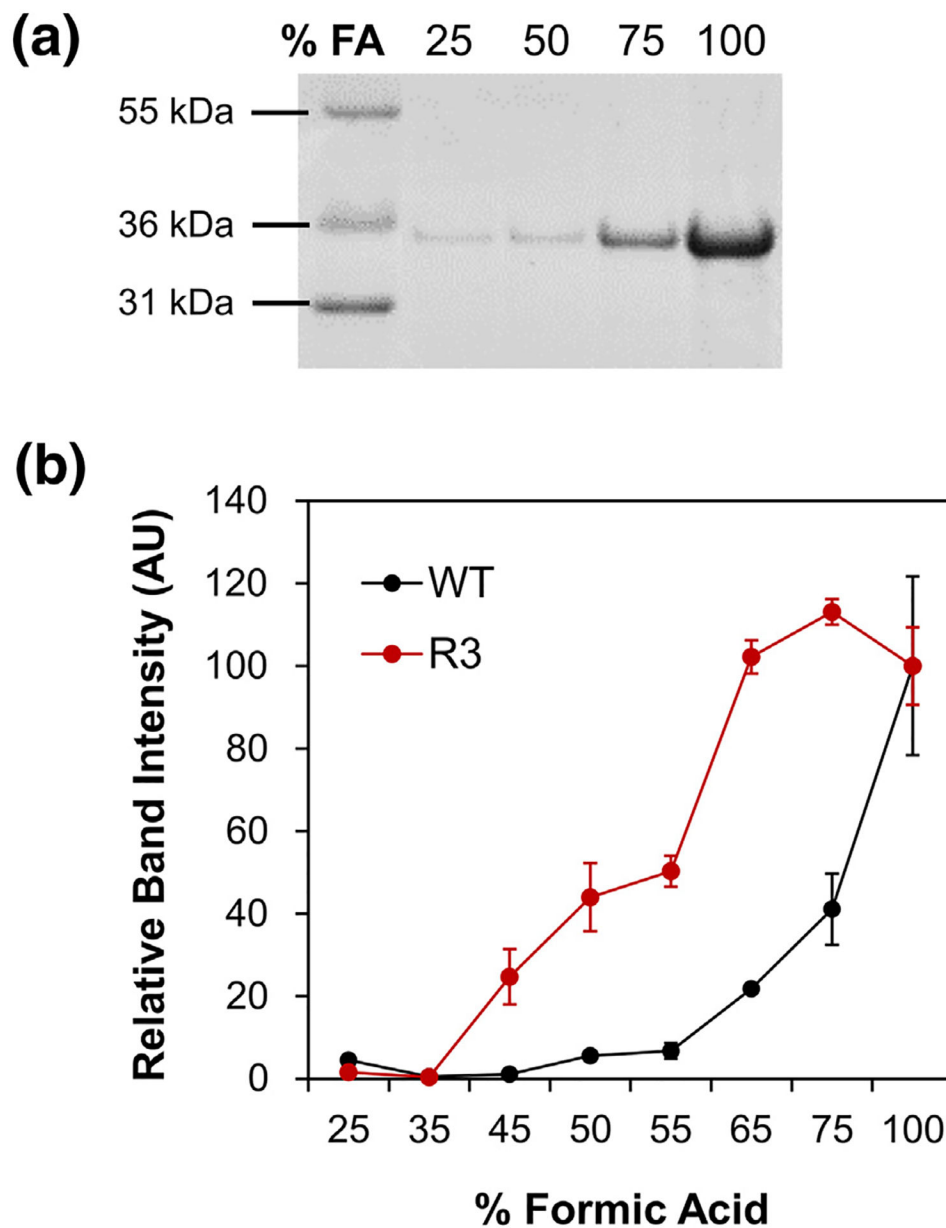 (a)
% FA 25 50 75 100
55 kDa
36 kDa
31 kDa
(b)
Relative Band Intensity (AU)
140
120
100
80
60
40
20
0
WT
R3
25 35 45 50 55 65 75 100
% Formic Acid